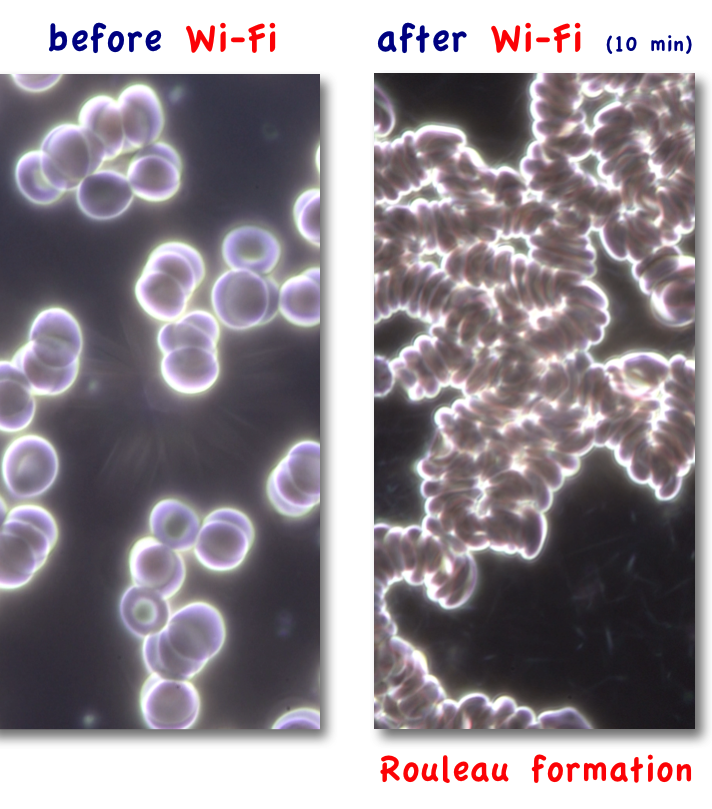 before Wi-Fi
after Wi-Fi (10 min)
Rouleau formation